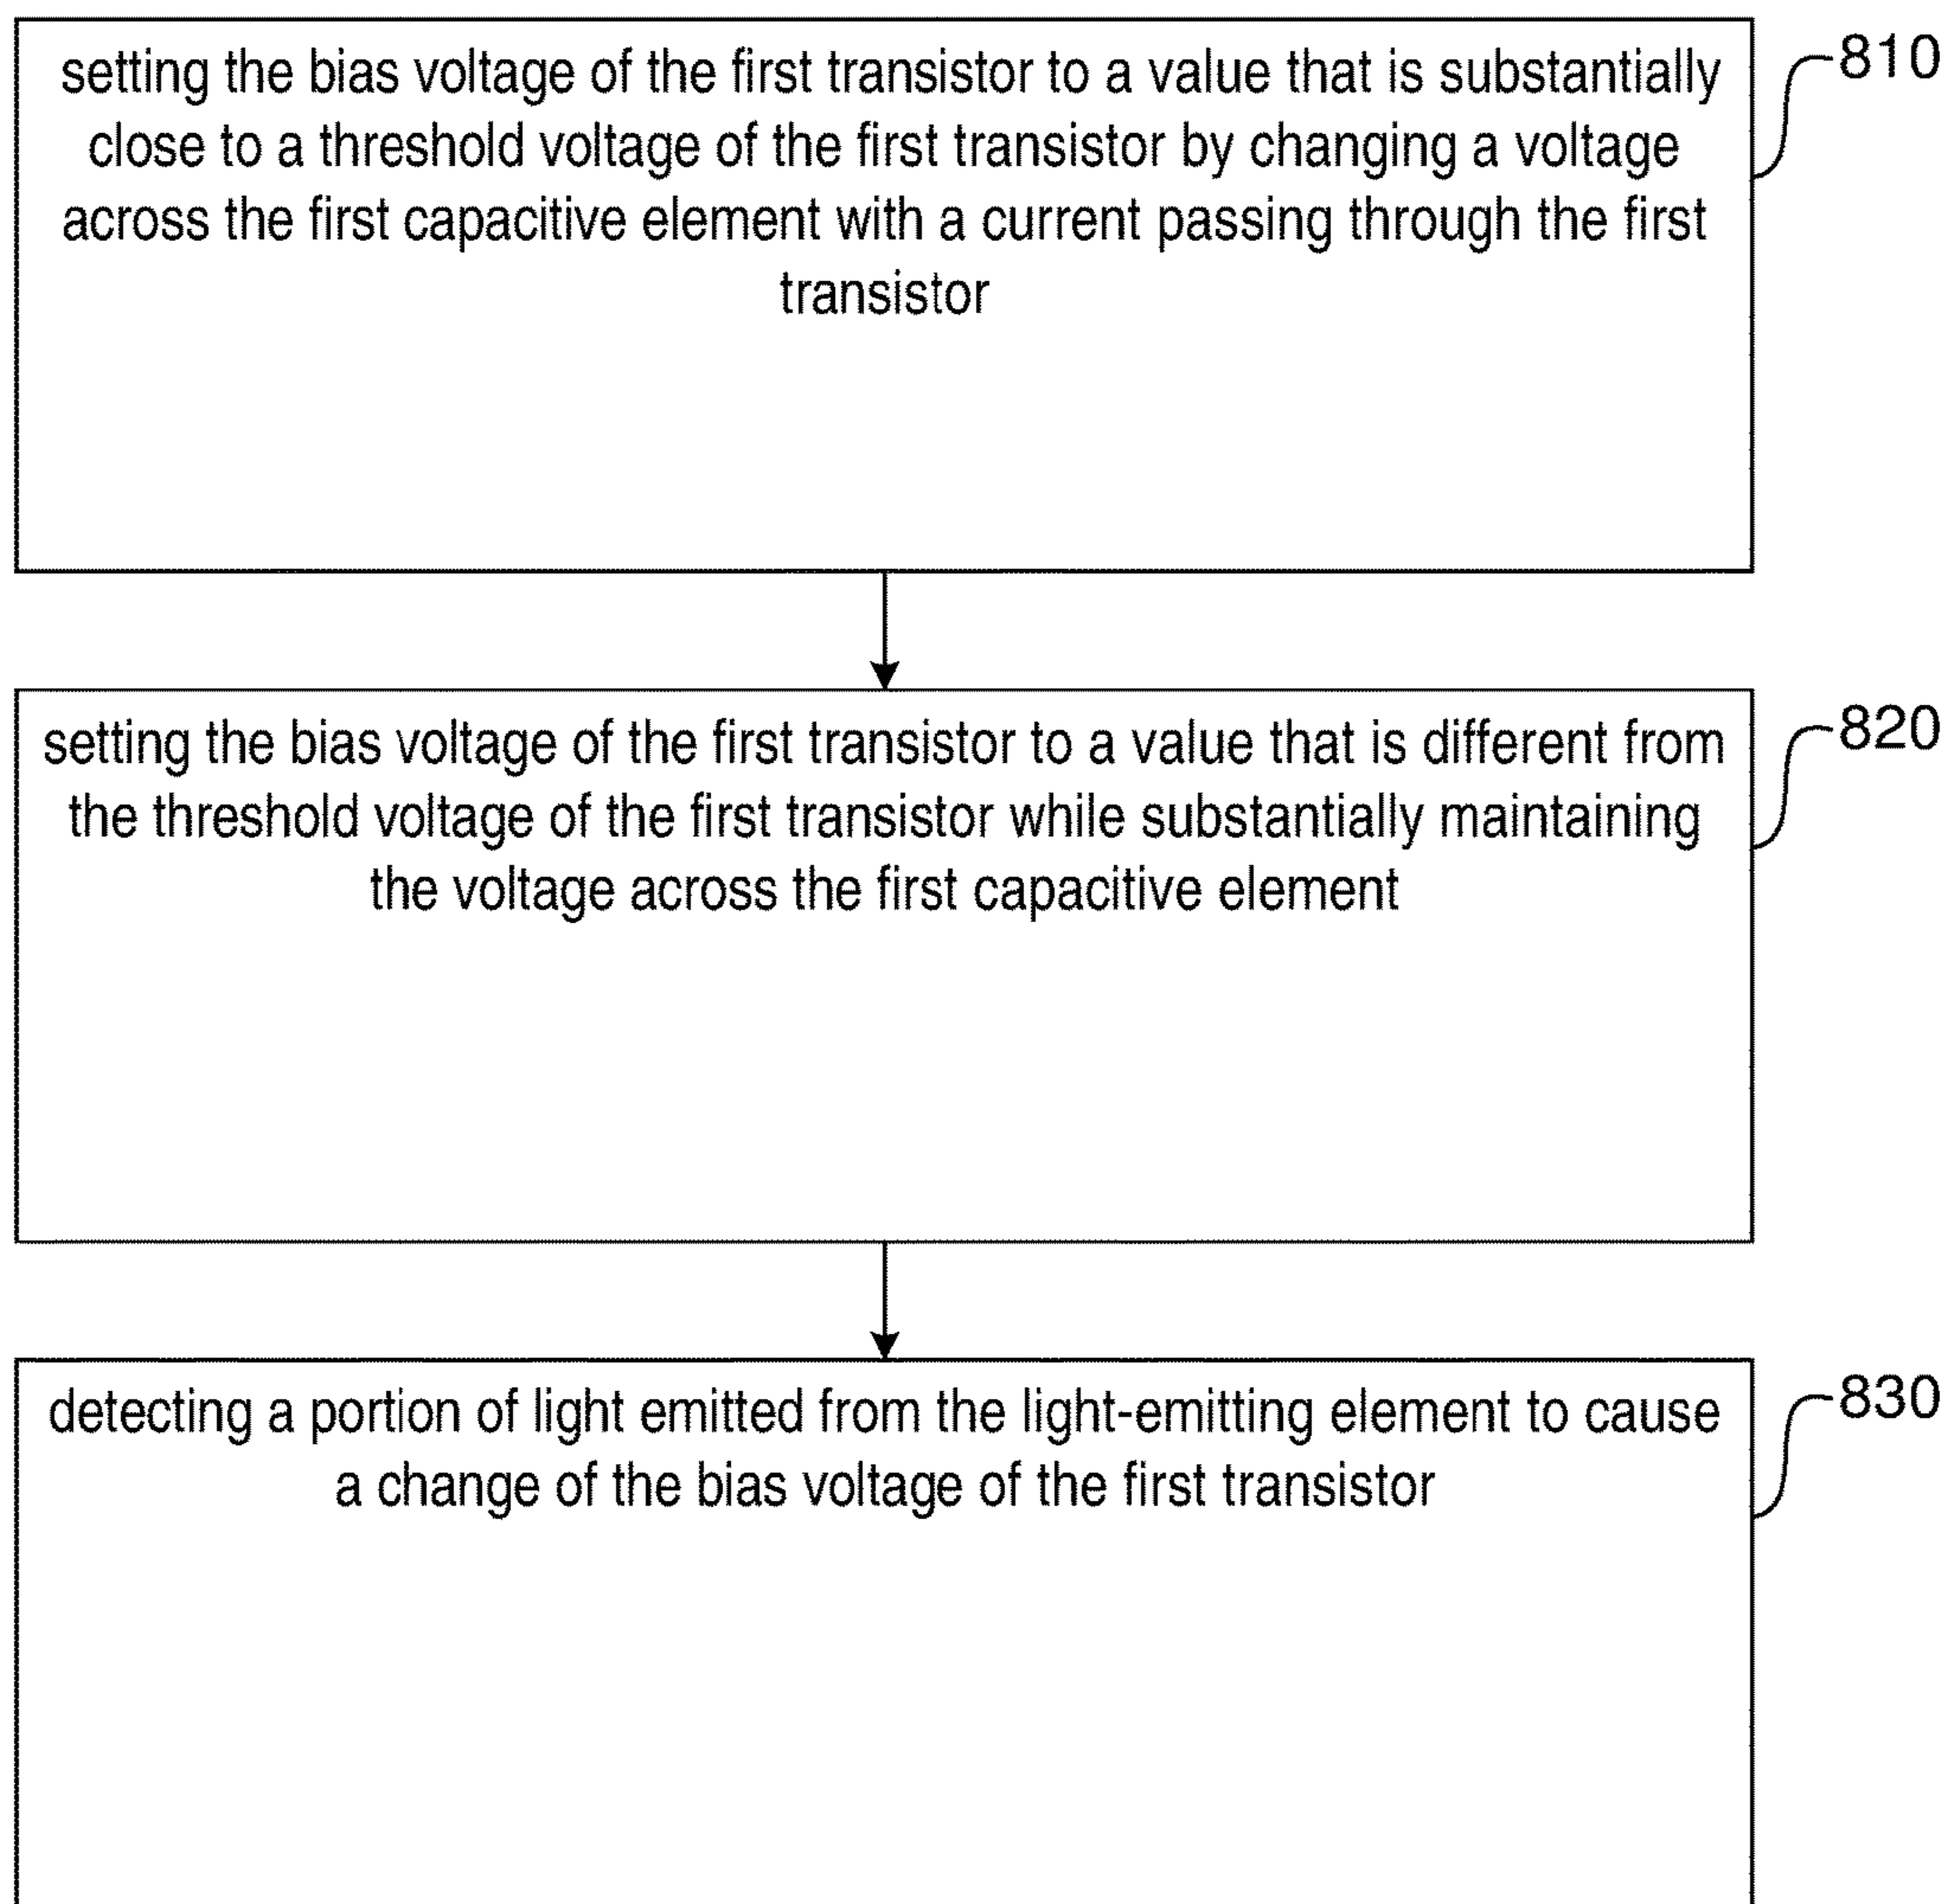 setting the bias voltage of the first transistor to a value that is substantially
close to a threshold voltage of the first transistor by changing a voltage
across the first capacitive element with a current passing through the first
transistor
810
setting the bias voltage of the first transistor to a value that is different from
the threshold voltage of the first transistor while substantially maintaining
the voltage across the first capacitive element
820
detecting a portion of light emitted from the light-emitting element to cause
a change of the bias voltage of the first transistor
830